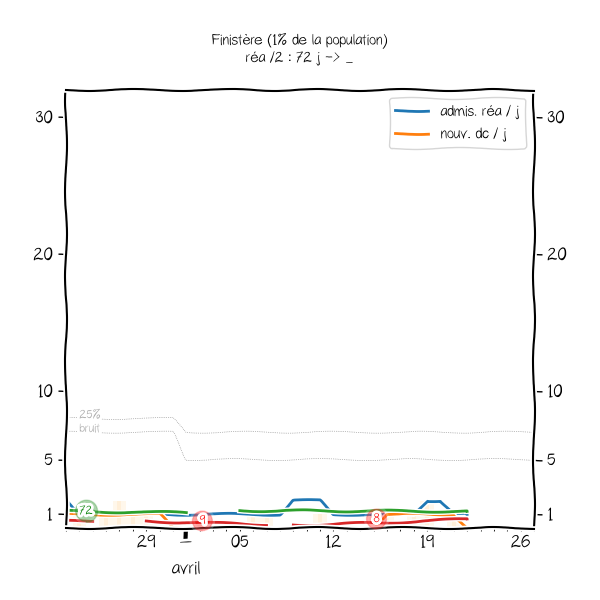 Finistère (1% de la population)
réa /2 : 72 j -> _
admis. réa / j
nouv. dc / j
30 30
20 20
10 10
25%
bruit
5 5
72
9
8
1 1
29 05 12 19 26
avril